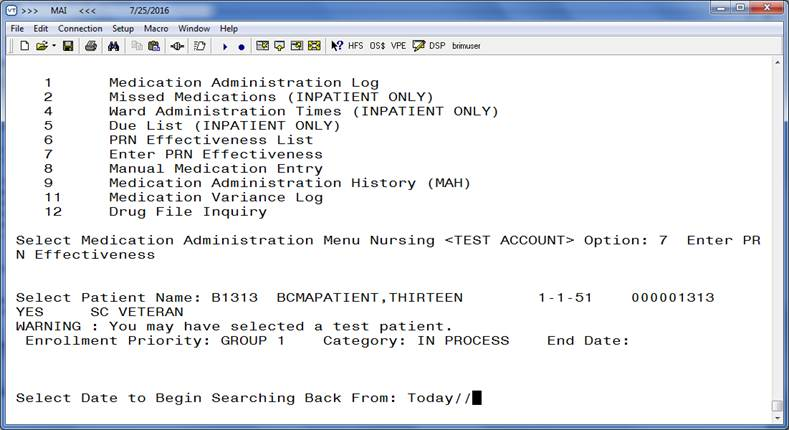 >>> MAI <<< 7/25/2016
File Edit Connection Setup Macro Window Help
HFS OS$ VPE DSP brimuser
1 Medication Administration Log
2 Missed Medications (INPATIENT ONLY)
4 Ward Administration Times (INPATIENT ONLY)
5 Due List (INPATIENT ONLY)
6 PRN Effectiveness List
7 Enter PRN Effectiveness
8 Manual Medication Entry
9 Medication Administration History (MAH)
11 Medication Variance Log
12 Drug File Inquiry
Select Medication Administration Menu Nursing <TEST ACCOUNT> Option: 7 Enter PR
N Effectiveness
Select Patient Name: B1313 BCMAPATIENT,THIRTEEN 1-1-51 000001313
YES SC VETERAN
WARNING : You may have selected a test patient.
Enrollment Priority: GROUP 1 Category: IN PROCESS End Date:
Select Date to Begin Searching Back From: Today//